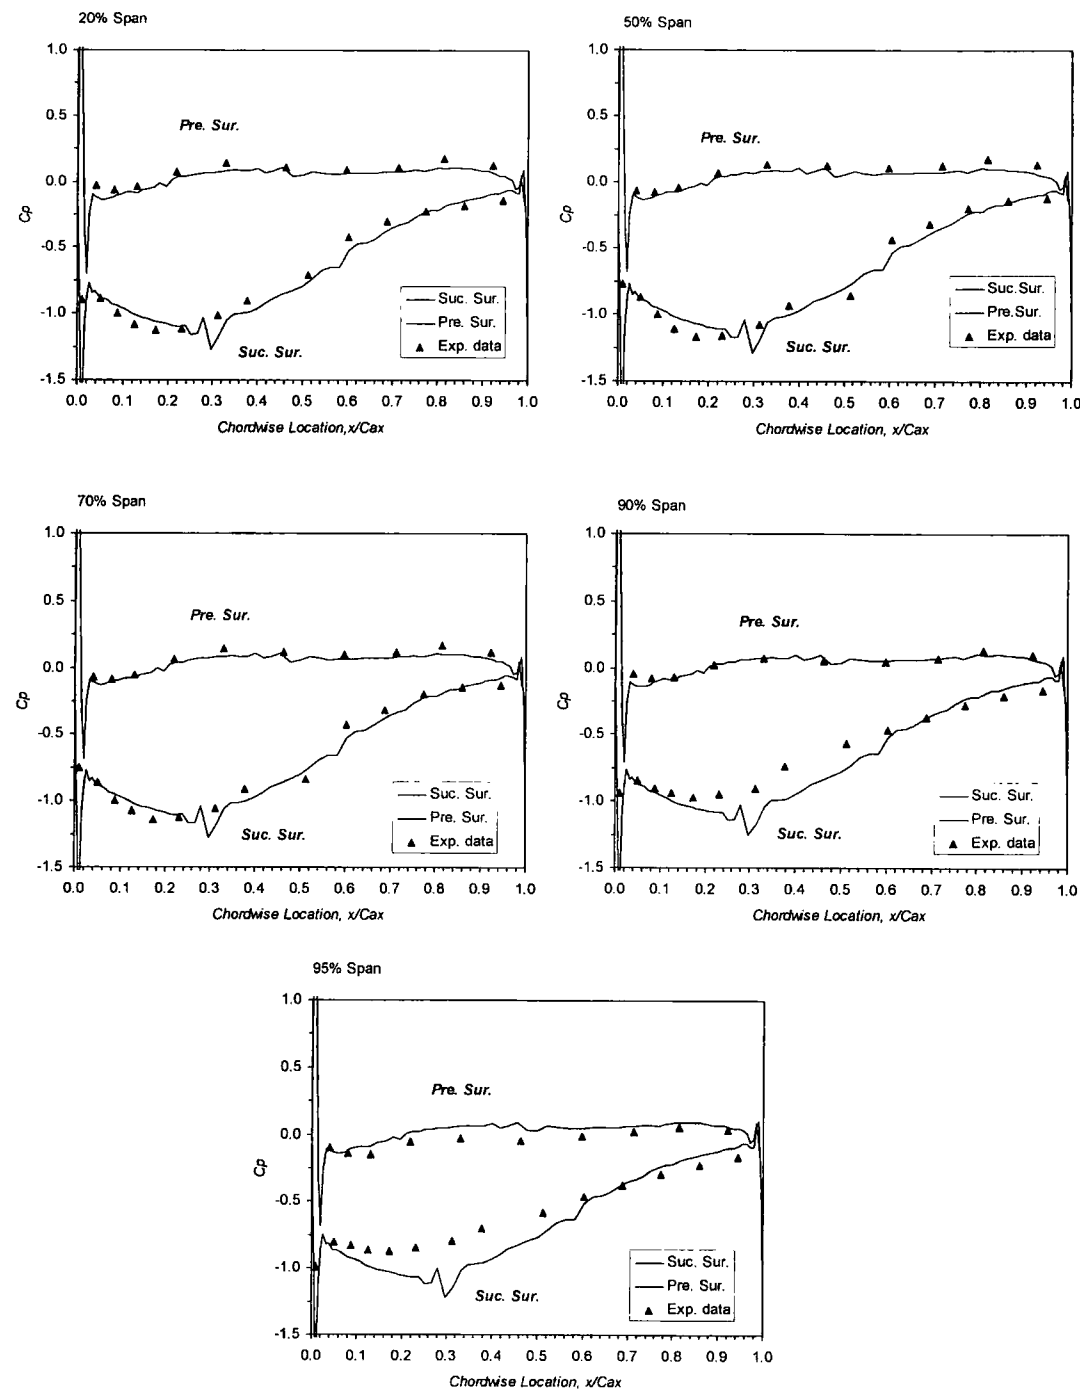 20% Span
1.0
0.5
0.0
-0.5
-1.0
-1.5
Cp
Pre. Sur.
Suc. Sur.
Suc. Sur.
Pre. Sur.
Exp. data
0.0 0.1 0.2 0.3 0.4 0.5 0.6 0.7 0.8 0.9 1.0
Chordwise Location,x/Cax
50% Span
1.0
0.5
0.0
-0.5
-1.0
-1.5
Cp
Pre. Sur.
Suc. Sur.
Suc.Sur.
Pre.Sur.
Exp. data
0.0 0.1 0.2 0.3 0.4 0.5 0.6 0.7 0.8 0.9 1.0
Chordwise Location, x/Cax
70% Span
1.0
0.5
0.0
-0.5
-1.0
-1.5
Cp
Pre. Sur.
Suc. Sur.
Suc. Sur.
Pre. Sur.
Exp. data
0.0 0.1 0.2 0.3 0.4 0.5 0.6 0.7 0.8 0.9 1.0
Chordwise Location, x/Cax
90% Span
1.0
0.5
0.0
-0.5
-1.0
-1.5
Cp
Pre. Sur.
Suc. Sur.
Suc. Sur.
Pre. Sur.
Exp. data
0.0 0.1 0.2 0.3 0.4 0.5 0.6 0.7 0.8 0.9 1.0
Chordwise Location, x/Cax
95% Span
1.0
0.5
0.0
-0.5
-1.0
-1.5
Cp
Pre. Sur.
Suc. Sur.
Suc. Sur.
Pre. Sur.
Exp. data
0.0 0.1 0.2 0.3 0.4 0.5 0.6 0.7 0.8 0.9 1.0
Chordwise Location, x/Cax